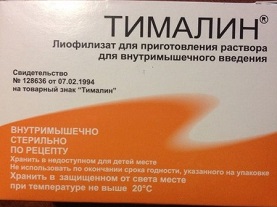 ТИМАЛИН®
Лиофилизат для приготовления раствора
для внутримышечного введения
Свидетельство
№ 128636 от 07.02.1994
на товарный знак "Тималин"
ВНУТРИМЫШЕЧНО
СТЕРИЛЬНО
ПО РЕЦЕПТУ
Хранить в недоступном для детей месте
Не использовать по окончании срока годности, указанного на упаковке
Хранить в защищенном от света месте
при температуре не выше 20°С